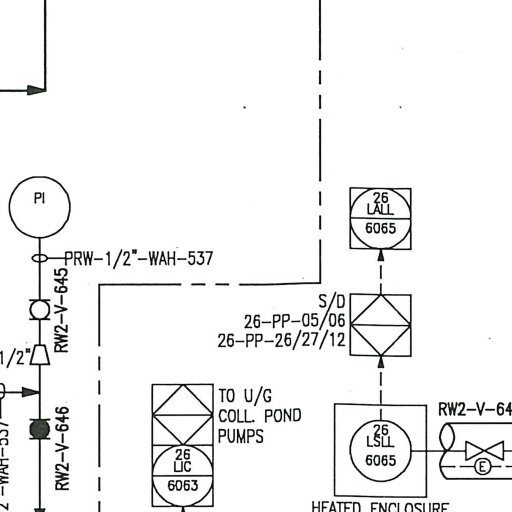 PI
26
LALL
6065
PRW-1/2"-WAH-537
RW2-V-645
S/D
26-PP-05/06
26-PP-26/27/12
1/2"
TO U/G
COLL. POND
PUMPS
26
LIC
6063
26
LSLL
6065
RW2-V-64
E
RW2-V-646
2"-WAH-537
HEATED ENCLOSURE